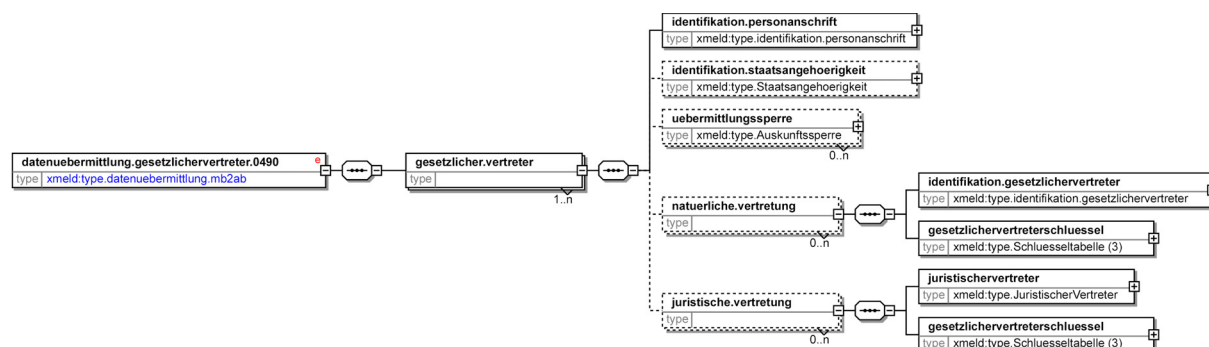 identifikation.personanschrift
type xmeld:type.identifikation.personanschrift
identifikation.staatsangehoerigkeit
type xmeld:type.Staatsangehoerigkeit
uebermittlungssperre
type xmeld:type.Auskunftssperre
0..n
datenuebermittlung.gesetzlichervertreter.0490 e
type xmeld:type.datenuebermittlung.mb2ab
gesetzlicher.vertreter
type
1..n
natuerliche.vertretung
type
0..n
identifikation.gesetzlichervertreter
type xmeld:type.identifikation.gesetzlichervertreter
gesetzlichervertreterschluessel
type xmeld:type.Schluesseltabelle (3)
juristische.vertretung
type
0..n
juristischervertreter
type xmeld:type.JuristischerVertreter
gesetzlichervertreterschluessel
type xmeld:type.Schluesseltabelle (3)